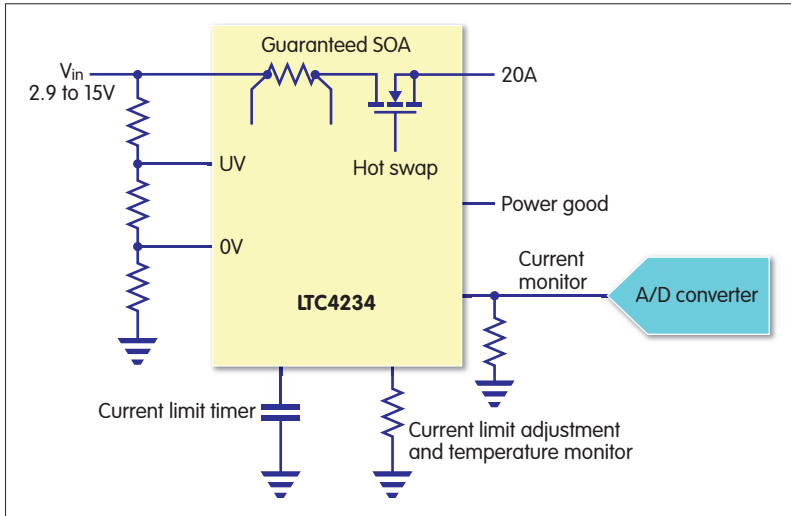 Guaranteed SOA
Vin
2.9 to 15V
20A
Hot swap
UV
Power good
0V
Current
monitor
A/D converter
LTC4234
Current limit timer
Current limit adjustment
and temperature monitor